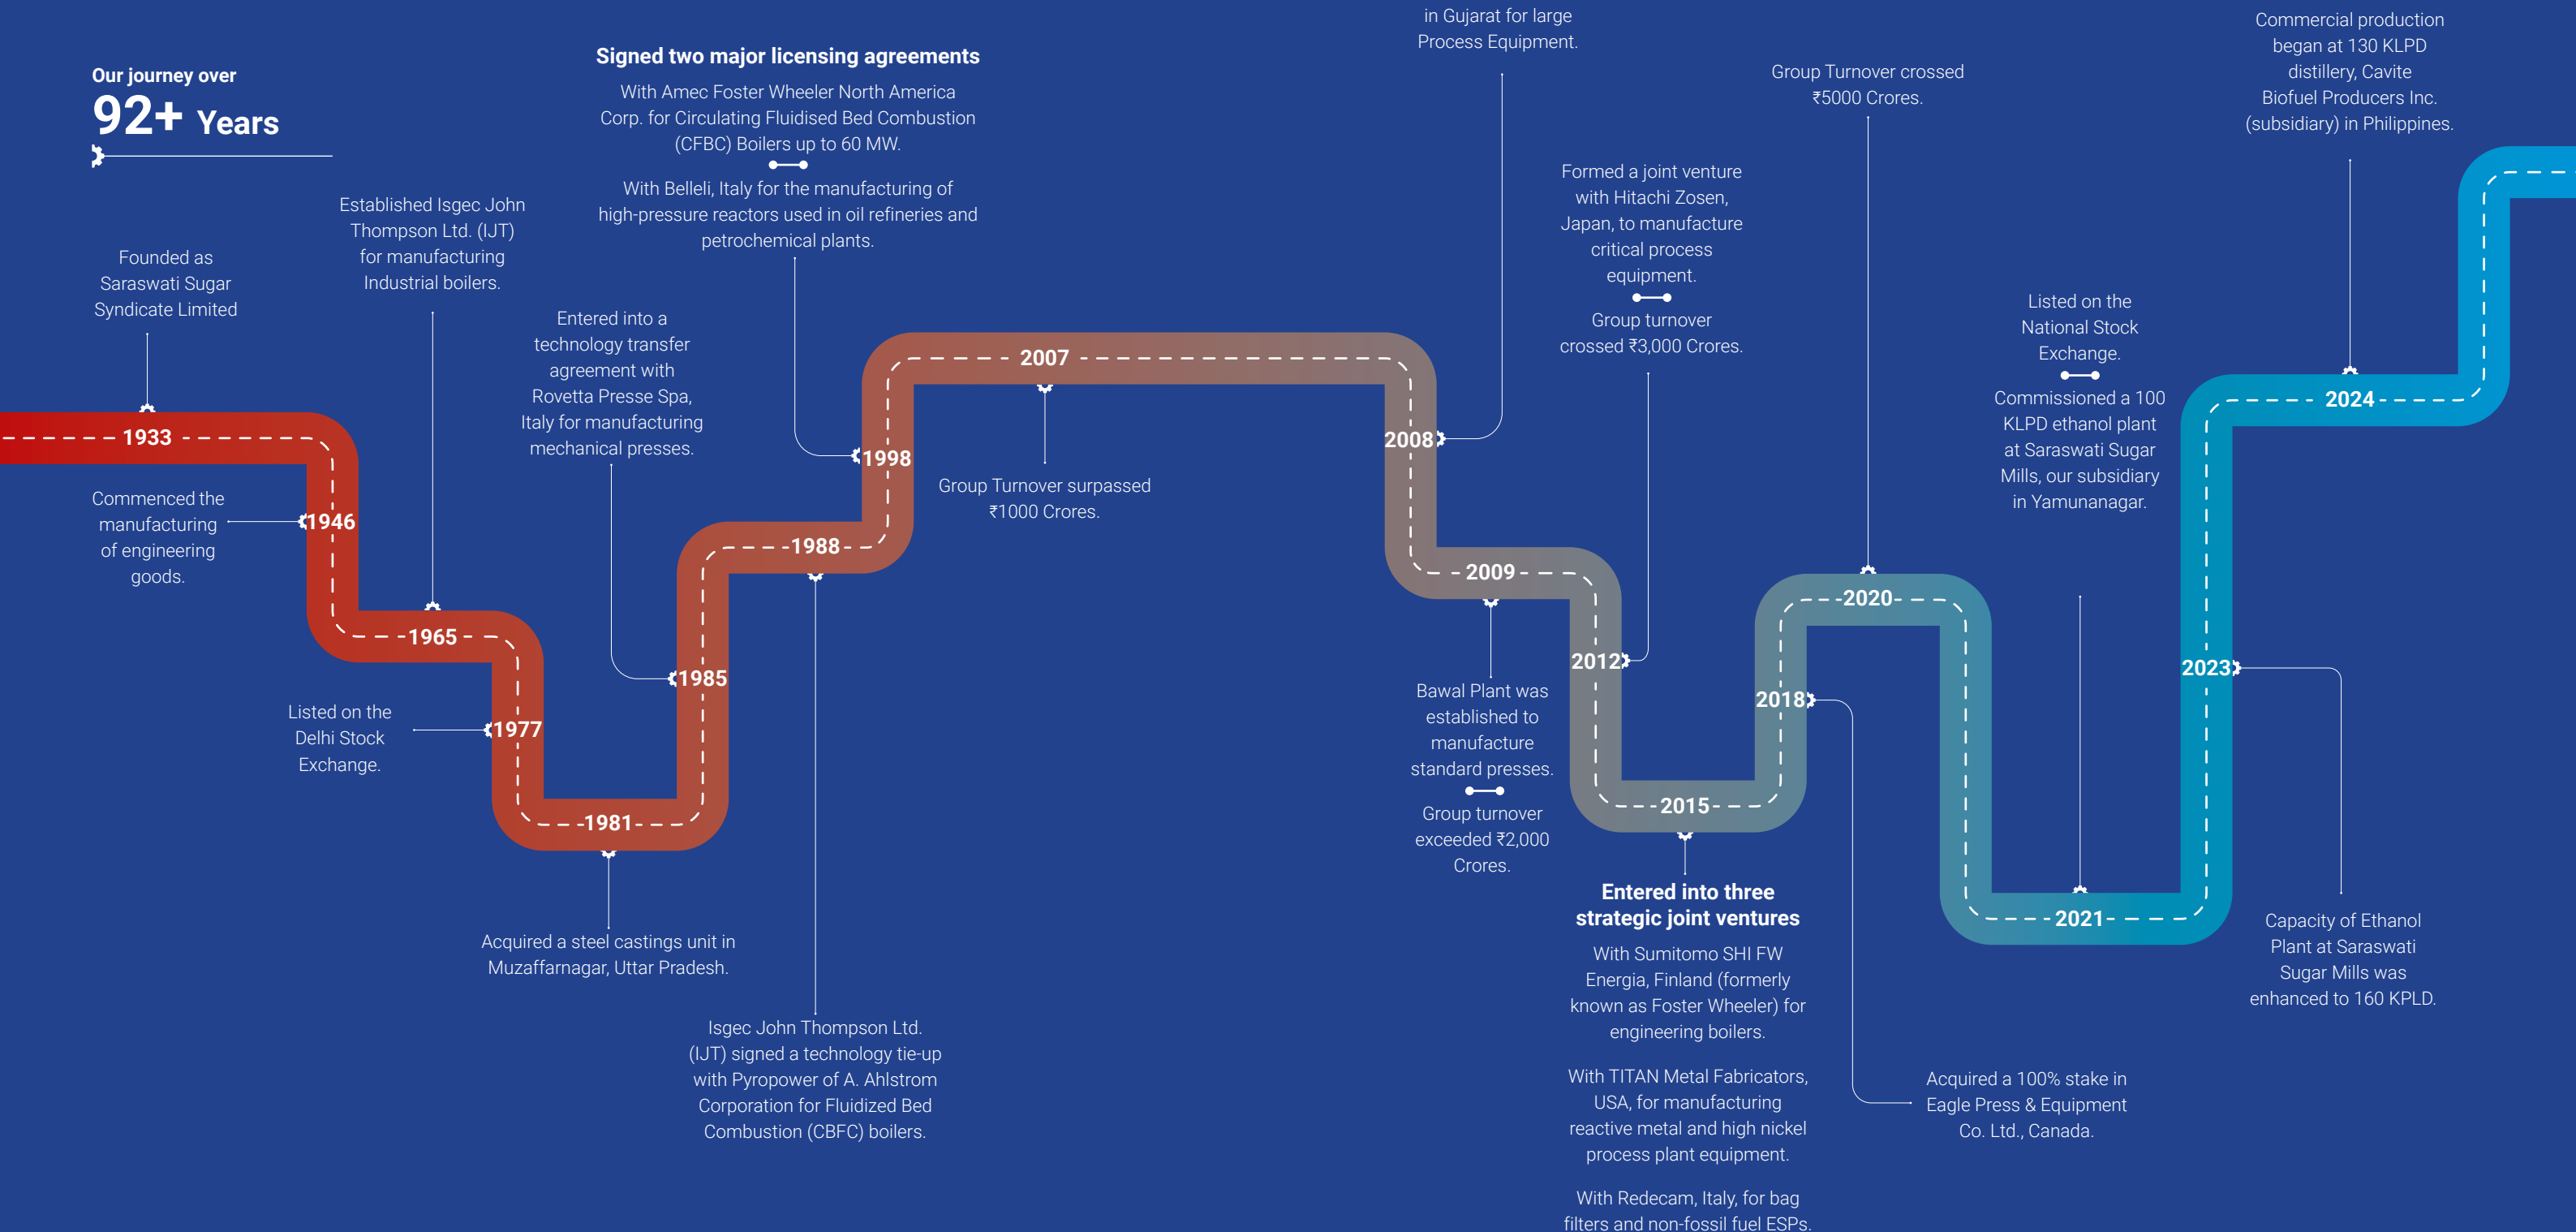 Our journey over
92+ Years
1933
Founded as
Saraswati Sugar
Syndicate Limited
1946
Commenced the
manufacturing
of engineering
goods.
1965
Established Isgec John
Thompson Ltd. (IJT)
for manufacturing
Industrial boilers.
1977
Listed on the
Delhi Stock
Exchange.
1981
Acquired a steel castings unit in
Muzaffarnagar, Uttar Pradesh.
1985
Entered into a
technology transfer
agreement with
Rovetta Presse Spa,
Italy for manufacturing
mechanical presses.
1988
Isgec John Thompson Ltd.
(IJT) signed a technology tie-up
with Pyropower of A. Ahlstrom
Corporation for Fluidized Bed
Combustion (CBFC) boilers.
1998
Signed two major licensing agreements
With Amec Foster Wheeler North America
Corp. for Circulating Fluidised Bed Combustion
(CFBC) Boilers up to 60 MW.
With Belleli, Italy for the manufacturing of
high-pressure reactors used in oil refineries and
petrochemical plants.
2007
Group Turnover surpassed
₹1000 Crores.
2008
in Gujarat for large
Process Equipment.
2009
Bawal Plant was
established to
manufacture
standard presses.
Group turnover
exceeded ₹2,000
Crores.
2012
Formed a joint venture
with Hitachi Zosen,
Japan, to manufacture
critical process
equipment.
Group turnover
crossed ₹3,000 Crores.
2015
Entered into three
strategic joint ventures
With Sumitomo SHI FW
Energia, Finland (formerly
known as Foster Wheeler) for
engineering boilers.
With TITAN Metal Fabricators,
USA, for manufacturing
reactive metal and high nickel
process plant equipment.
With Redecam, Italy, for bag
filters and non-fossil fuel ESPs.
2018
Acquired a 100% stake in
Eagle Press & Equipment
Co. Ltd., Canada.
2020
Group Turnover crossed
₹5000 Crores.
2021
Listed on the
National Stock
Exchange.
Commissioned a 100
KLPD ethanol plant
at Saraswati Sugar
Mills, our subsidiary
in Yamunanagar.
2023
Capacity of Ethanol
Plant at Saraswati
Sugar Mills was
enhanced to 160 KPLD.
2024
Commercial production
began at 130 KLPD
distillery, Cavite
Biofuel Producers Inc.
(subsidiary) in Philippines.